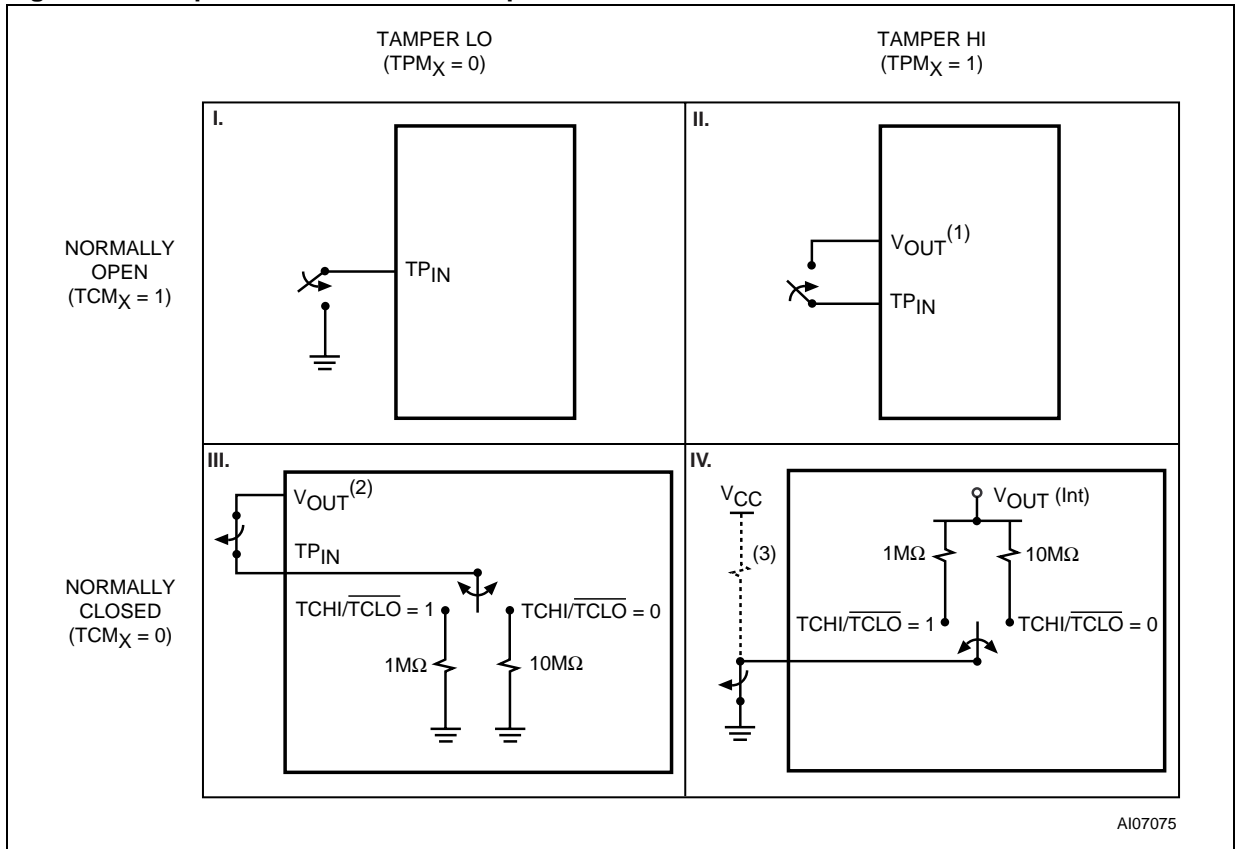 TAMPER LO
(TPMX = 0)
TAMPER HI
(TPMX = 1)
NORMALLY
OPEN
(TCMX = 1)
I.
TPIN
II.
VOUT(1)
TPIN
NORMALLY
CLOSED
(TCMX = 0)
III.
VOUT(2)
TPIN
TCHI/TCLO = 1
TCHI/TCLO = 0
1MΩ
10MΩ
IV.
VCC
(3)
VOUT (Int)
1MΩ
10MΩ
TCHI/TCLO = 1
TCHI/TCLO = 0
AI07075